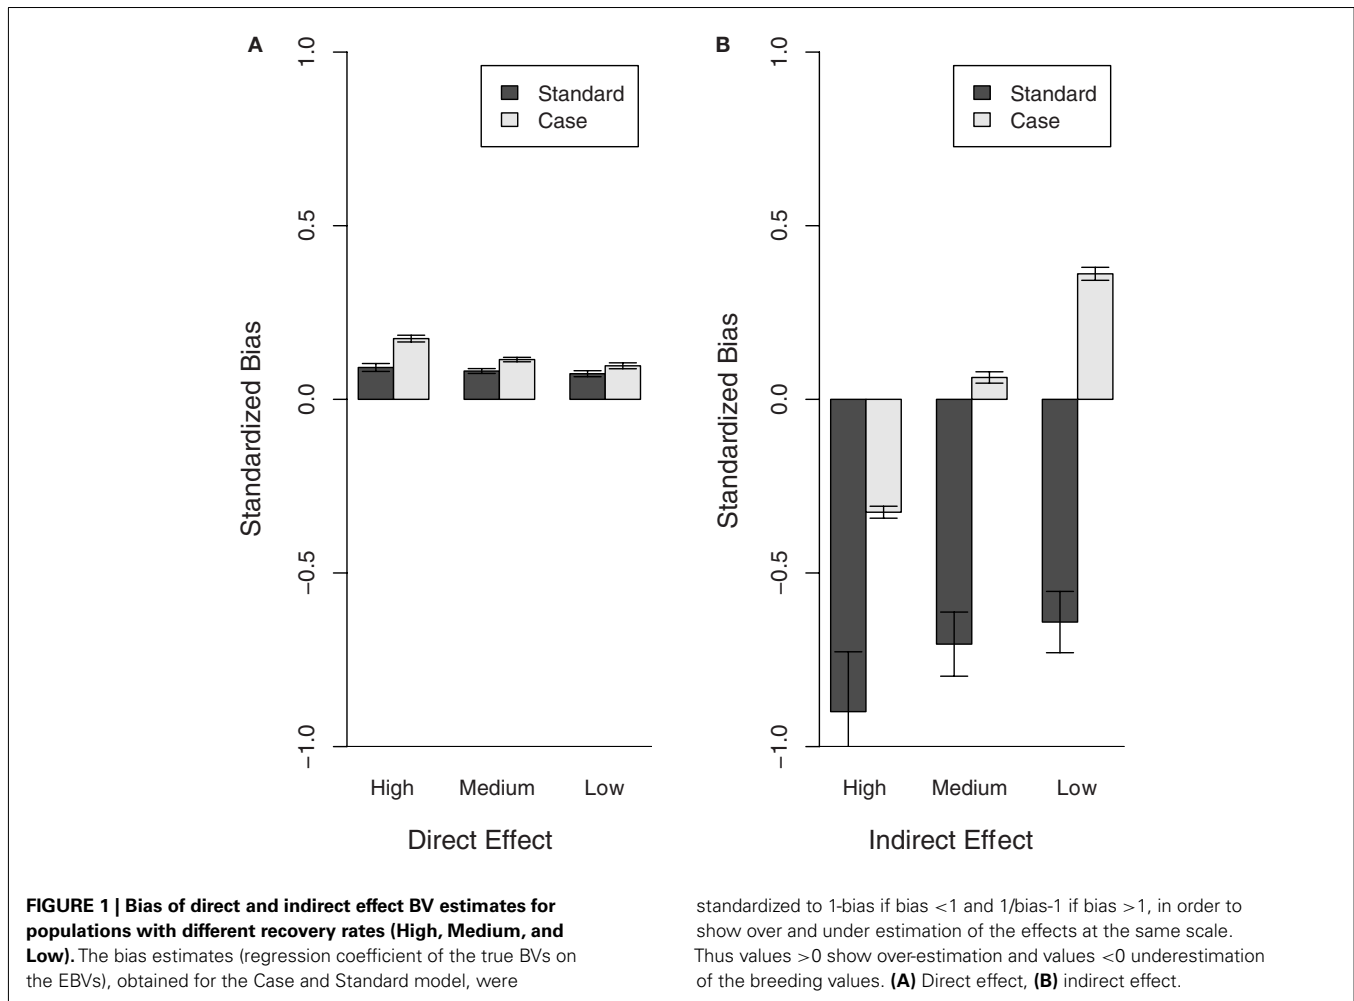 A
1.0
0.5
0.0
−0.5
−1.0
Standardized Bias
Standard
Case
High Medium Low
Direct Effect
B
1.0
0.5
0.0
−0.5
−1.0
Standardized Bias
Standard
Case
High Medium Low
Indirect Effect
FIGURE 1 | Bias of direct and indirect effect BV estimates for
populations with different recovery rates (High, Medium, and
Low). The bias estimates (regression coefficient of the true BVs on
the EBVs), obtained for the Case and Standard model, were
standardized to 1-bias if bias <1 and 1/bias-1 if bias >1, in order to
show over and under estimation of the effects at the same scale.
Thus values >0 show over-estimation and values <0 underestimation
of the breeding values. (A) Direct effect, (B) indirect effect.